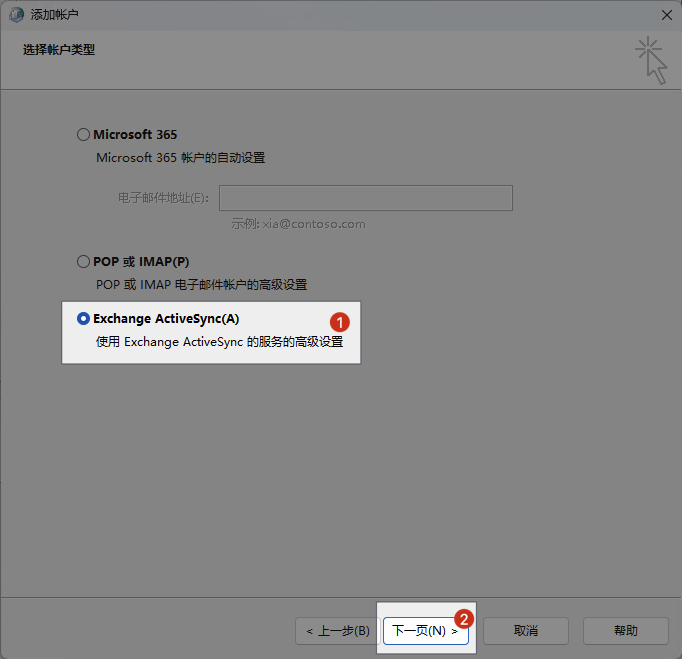 添加帐户
选择帐户类型
Microsoft 365
Microsoft 365 帐户的自动设置
电子邮件地址(E):
示例: xia@contoso.com
POP 或 IMAP(P)
POP 或 IMAP 电子邮件帐户的高级设置
Exchange ActiveSync(A)
1
使用 Exchange ActiveSync 的服务的高级设置
2
< 上一步(B) 下一页(N) > 取消 帮助